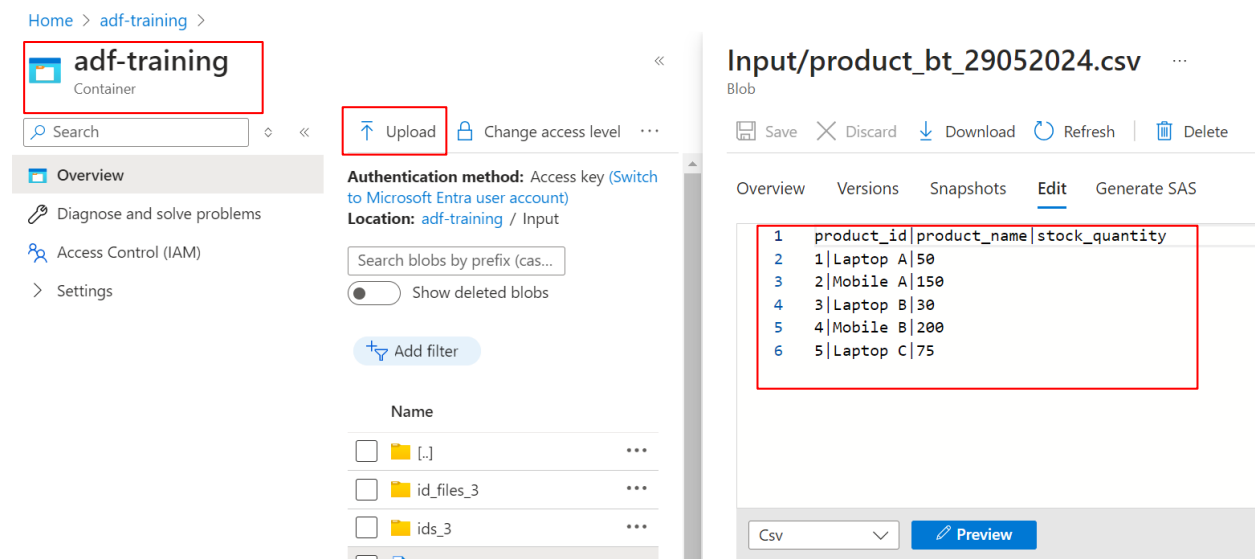 Home > adf-training >
adf-training
Container
«
Search
«
Overview
Diagnose and solve problems
Access Control (IAM)
Settings
Upload
Change access level
Authentication method: Access key (Switch
to Microsoft Entra user account)
Location: adf-training / Input
Search blobs by prefix (cas...
Show deleted blobs
Add filter
Name
[..]
id_files_3
ids_3
Input/product_bt_29052024.csv
Blob
Save
Discard
Download
Refresh
Delete
Overview
Versions
Snapshots
Edit
Generate SAS
1 product_id|product_name|stock_quantity
2 1|Laptop A|50
3 2|Mobile A|150
4 3|Laptop B|30
5 4|Mobile B|200
6 5|Laptop C|75
Csv
Preview